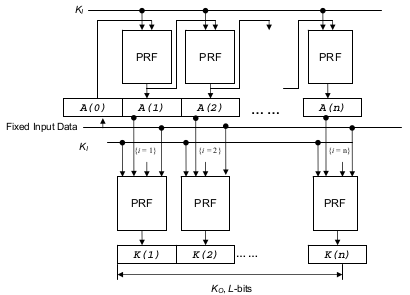 K_I
PRF PRF PRF
A(0) A(1) A(2) …… A(n)
Fixed Input Data
K_I
{i = 1} {i = 2} {i = n}
PRF PRF PRF
K(1) K(2) …… K(n)
K_O, L-bits